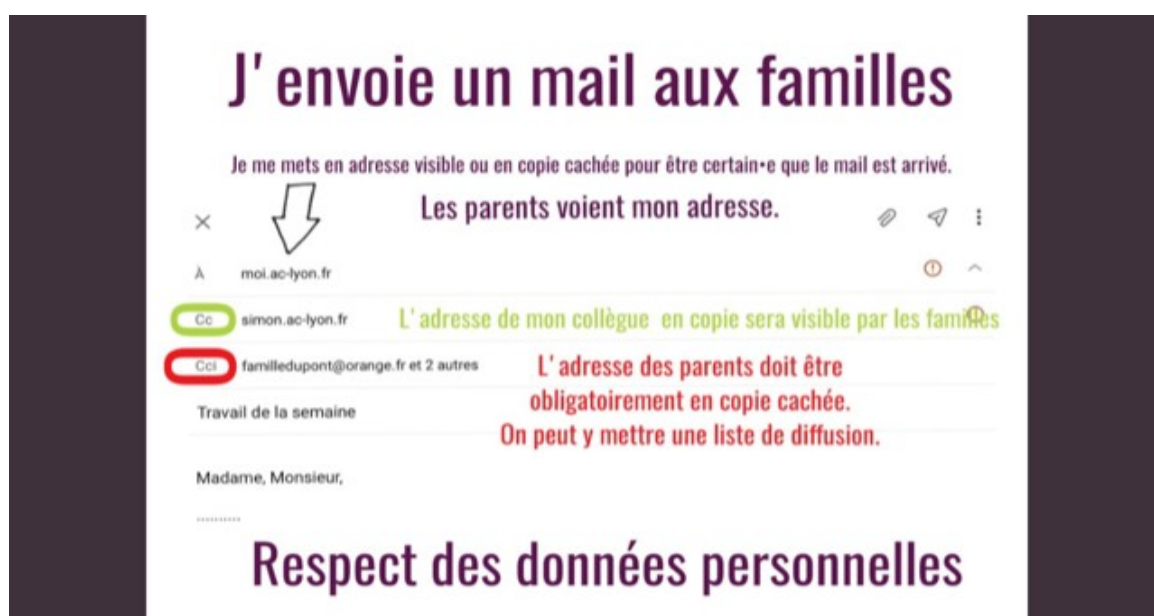 J'envoie un mail aux familles
Je me mets en adresse visible ou en copie cachée pour être certain•e que le mail est arrivé.
Les parents voient mon adresse.
À moi.ac-lyon.fr
Cc simon.ac-lyon.fr L'adresse de mon collègue en copie sera visible par les familles
Cci familledupont@orange.fr et 2 autres
L'adresse des parents doit être
obligatoirement en copie cachée.
On peut y mettre une liste de diffusion.
Travail de la semaine
Madame, Monsieur,
..........
Respect des données personnelles